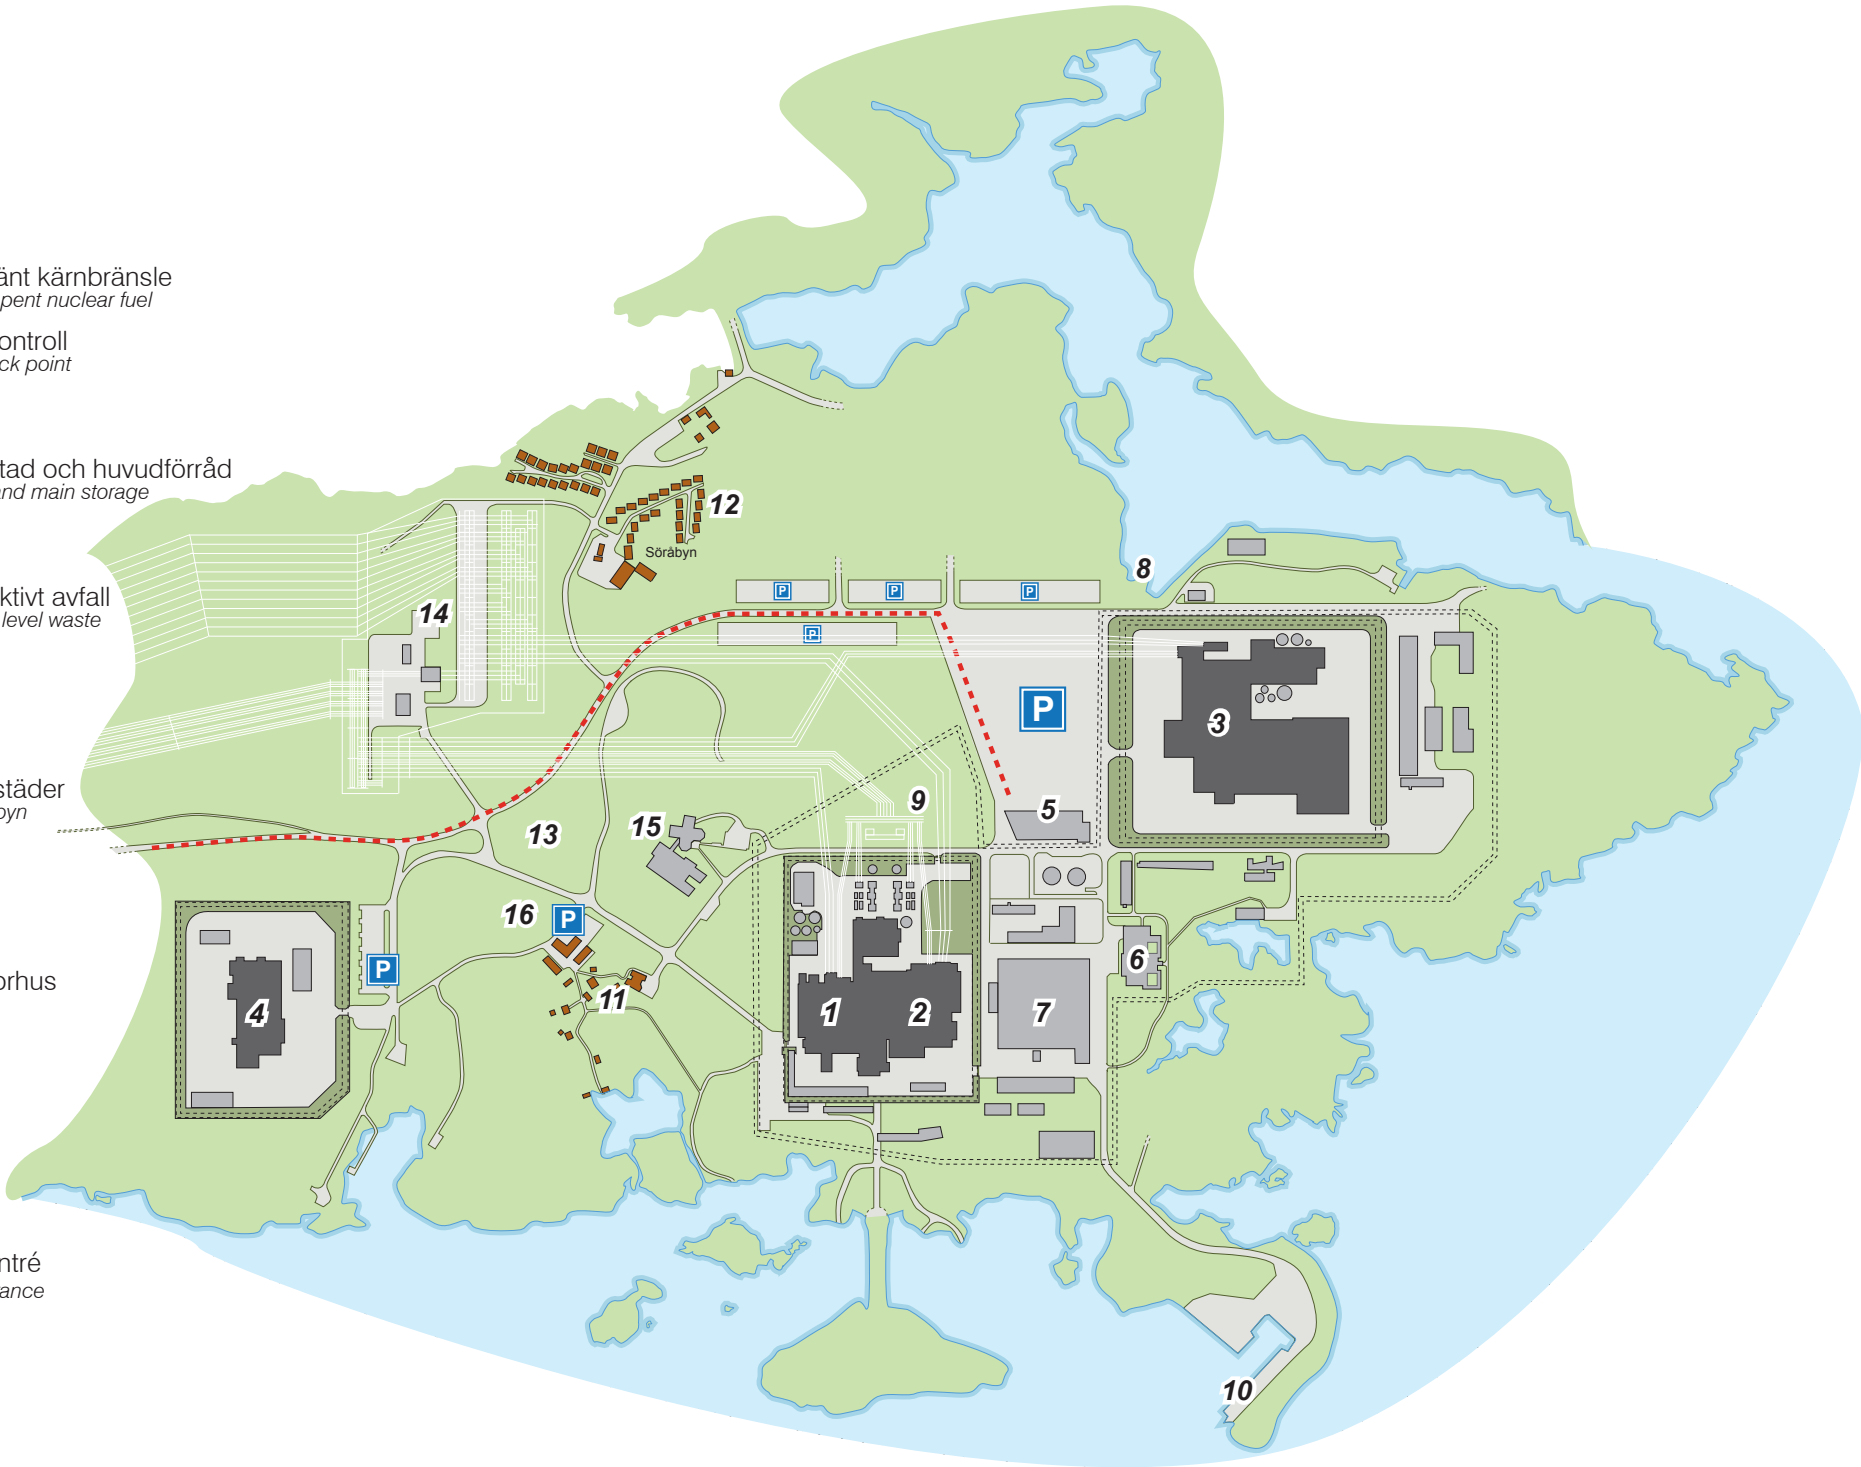 änt kärnbränsle
pent nuclear fuel
ontroll
ck point
tad och huvudförråd
and main storage
ktivt avfall
level waste
städer
byn
orhus
ntré
ance
12
Söråbyn
8
P
P
P
14
P
P
3
9
5
15
13
16
P
P
6
4
11
1
2
7
10